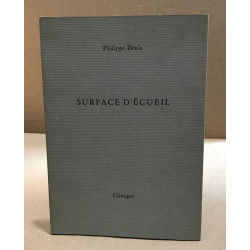 Philippe Denis
SURFACE D'ÉCUEIL
Clivages